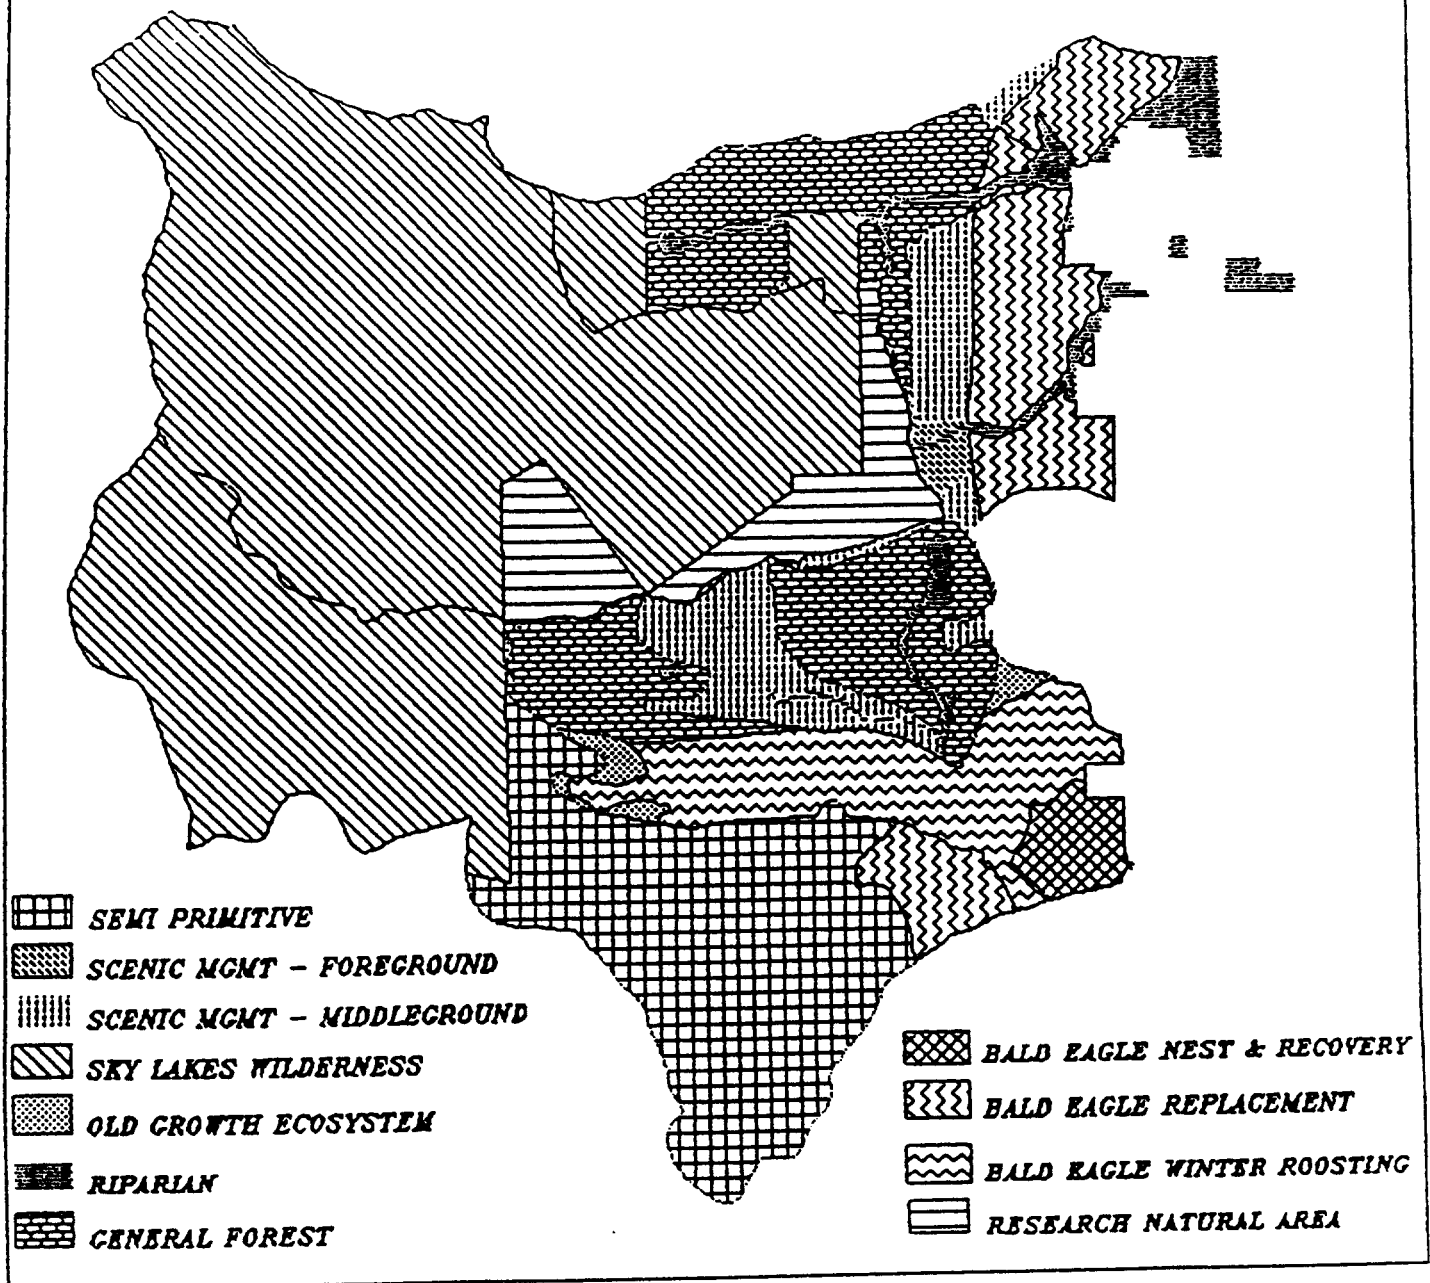 SEMI PRIMITIVE
SCENIC MGMT - FOREGROUND
SCENIC MGMT - MIDDLEGROUND
SKY LAKES WILDERNESS
OLD GROWTH ECOSYSTEM
RIPARIAN
GENERAL FOREST
BALD EAGLE NEST & RECOVERY
BALD EAGLE REPLACEMENT
BALD EAGLE WINTER ROOSTING
RESEARCH NATURAL AREA